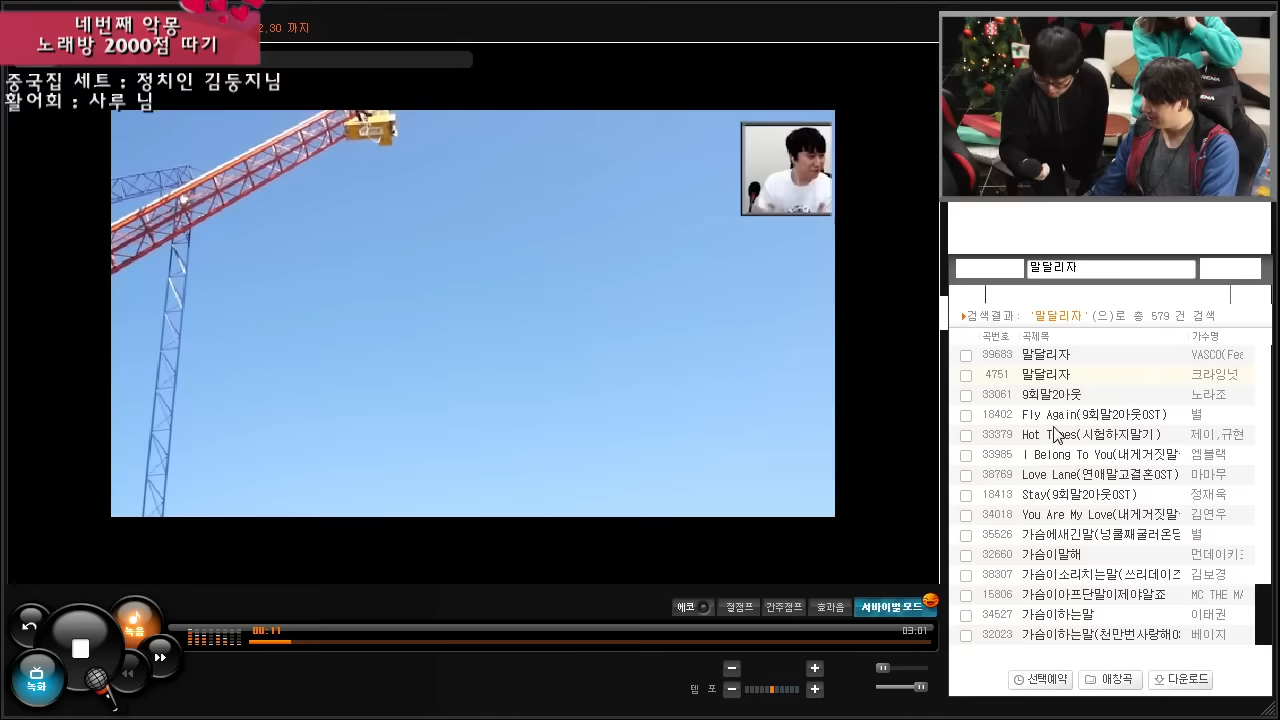 네번째 악몽
노래방 2000점 따기
2.30 까지
중국집 세트 : 정치인 김둥지님
활어회 : 사루 님
말달리자
▶검색결과 : '말달리자' (으)로 총 579 건 검색
곡번호 곡제목 가수명
39683 말달리자 YASCO(Fea
4751 말달리자 크라잉넛
33061 9회말2아웃 노라조
18402 Fly Again(9회말2아웃OST) 별
33379 Hot (시험하지말기) 제이,규현
33985 I Belong To You(내게거짓말 엠블랙
38769 Love Lane(연애말고결혼OST) 마마무
18413 Stay(9회말2아웃OST) 정재욱
34018 You Are My Love(내게거짓말 김연우
35526 가슴에새긴말(넝쿨째굴러온당 별
32660 가슴이말해 먼데이키
38307 가슴이소리치는말(쓰리데이즈 김보경
15806 가슴이아프단말이제야알죠 MC THE MA
34527 가슴이하는말 이태권
32023 가슴이하는말(천만번사랑해O 베이지
선택예약 애창곡 다운로드
에코 절점프 간주점프 효과음 서바이벌 모드
녹음
00:11
03:01
녹화
템 포